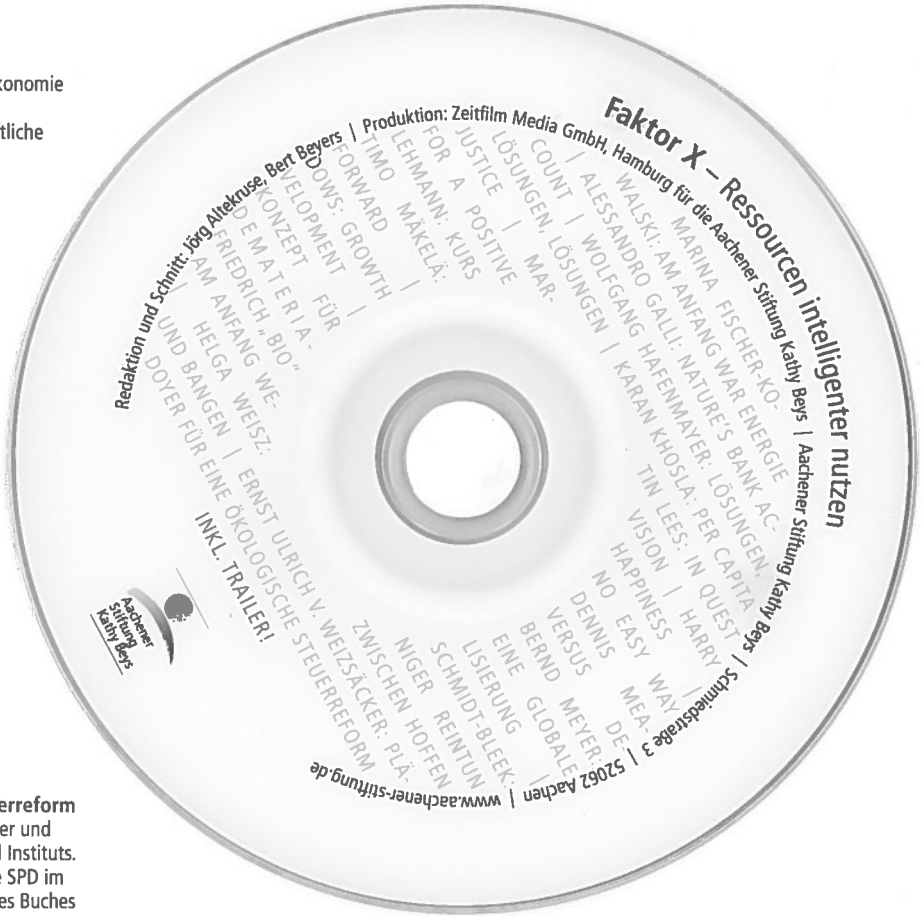 konomie
tliche
Faktor X – Ressourcen intelligenter nutzen
Redaktion und Schnitt: Jörg Altekruse, Bert Beyers | Produktion: Zeitfilm Media GmbH, Hamburg für die Aachener Stiftung Kathy Beys | Aachener Stiftung Kathy Beys | Schmiedstraße 3 | 52062 Aachen | www.aachener-stiftung.de
MARINA FISCHER-KO-
WALSKI: AM ANFANG WAR ENERGIE
| ALESSANDRO GALLI: NATURE'S BANK AC-
COUNT | WOLFGANG HAFENMAYER: LÖSUNGEN,
LÖSUNGEN, LÖSUNGEN | KARAN KHOSLA: PER CAPITA
JUSTICE | MAR- TIN LEES: IN QUEST
FOR A POSITIVE VISION | HARRY
LEHMANN: KURS HAPPINESS |
TIMO MÄKELÄ: NO EASY WAY
FORWARD | DENNIS MEA-
DOWS: GROWTH VERSUS DE-
VELOPMENT | BERND MEYER:
KONZEPT FÜR EINE GLOBALE
DEMATERIA- LISIERUNG |
FRIEDRICH „BIO" SCHMIDT-BLEEK:
AM ANFANG WE- NIGER REINTUN
| HELGA WEISZ: ZWISCHEN HOFFEN
UND BANGEN | ERNST ULRICH V. WEIZSÄCKER: PLÄ-
DOYER FÜR EINE ÖKOLOGISCHE STEUERREFORM
INKL. TRAILER!
Aachener
Stiftung
Kathy Beys
erreform
er und
l Instituts.
e SPD im
es Buches